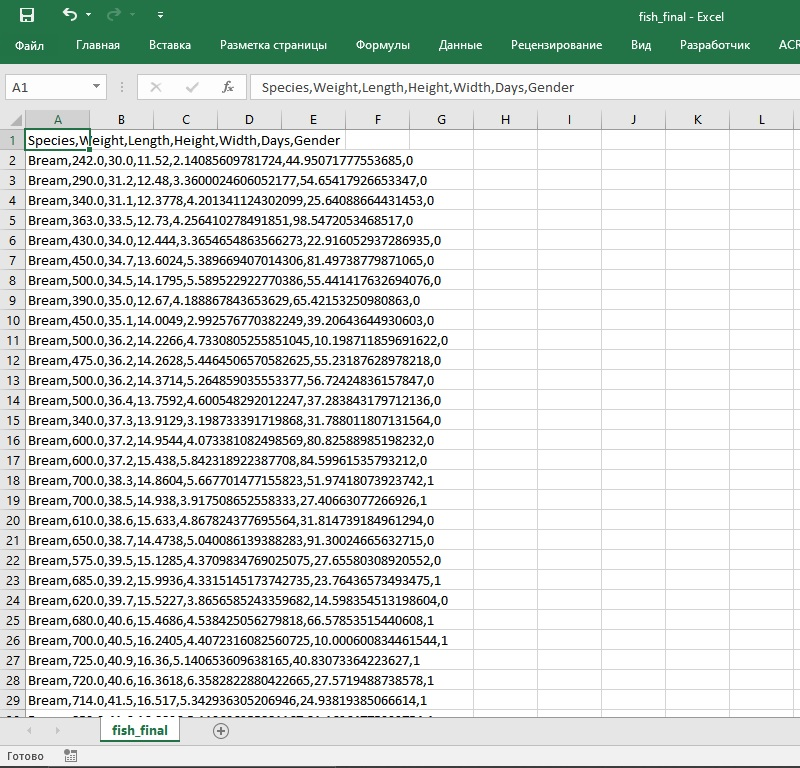 fish_final - Excel
Файл Главная Вставка Разметка страницы Формулы Данные Рецензирование Вид Разработчик ACR
A1 fx Species,Weight,Length,Height,Width,Days,Gender
A B C D E F G H I J K L
1 Species,Weight,Length,Height,Width,Days,Gender
2 Bream,242.0,30.0,11.52,2.14085609781724,44.95071777553685,0
3 Bream,290.0,31.2,12.48,3.3600024606052177,54.65417926653347,0
4 Bream,340.0,31.1,12.3778,4.201341124302099,25.64088664431453,0
5 Bream,363.0,33.5,12.73,4.256410278491851,98.5472053468517,0
6 Bream,430.0,34.0,12.444,3.3654654863566273,22.916052937286935,0
7 Bream,450.0,34.7,13.6024,5.389669407014306,81.49738779871065,0
8 Bream,500.0,34.5,14.1795,5.589522922770386,55.441417632694076,0
9 Bream,390.0,35.0,12.67,4.188867843653629,65.42153250980863,0
10 Bream,450.0,35.1,14.0049,2.992576770382249,39.20643644930603,0
11 Bream,500.0,36.2,14.2266,4.7330805255851045,10.198711859691622,0
12 Bream,475.0,36.2,14.2628,5.4464506570582625,55.23187628978218,0
13 Bream,500.0,36.2,14.3714,5.264859035553377,56.72424836157847,0
14 Bream,500.0,36.4,13.7592,4.600548292012247,37.283843179712136,0
15 Bream,340.0,37.3,13.9129,3.198733391719868,31.788011807131564,0
16 Bream,600.0,37.2,14.9544,4.073381082498569,80.82588985198232,0
17 Bream,600.0,37.2,15.438,5.842318922387708,84.59961535793212,0
18 Bream,700.0,38.3,14.8604,5.667701477155823,51.97418073923742,1
19 Bream,700.0,38.5,14.938,3.917508652558333,27.40663077266926,1
20 Bream,610.0,38.6,15.633,4.867824377695564,31.814739184961294,0
21 Bream,650.0,38.7,14.4738,5.040086139388283,91.30024665632715,0
22 Bream,575.0,39.5,15.1285,4.3709834769025075,27.65580308920552,0
23 Bream,685.0,39.2,15.9936,4.3315145173742735,23.76436573493475,1
24 Bream,620.0,39.7,15.5227,3.8656585243359682,14.598354513198604,0
25 Bream,680.0,40.6,15.4686,4.538425056279818,66.57853515440608,1
26 Bream,700.0,40.5,16.2405,4.4072316082560725,10.000600834461544,1
27 Bream,725.0,40.9,16.36,5.140653609638165,40.83073364223627,1
28 Bream,720.0,40.6,16.3618,6.3582822880422665,27.5719488738578,1
29 Bream,714.0,41.5,16.517,5.342936305206946,24.93819385066614,1
fish_final
Готово